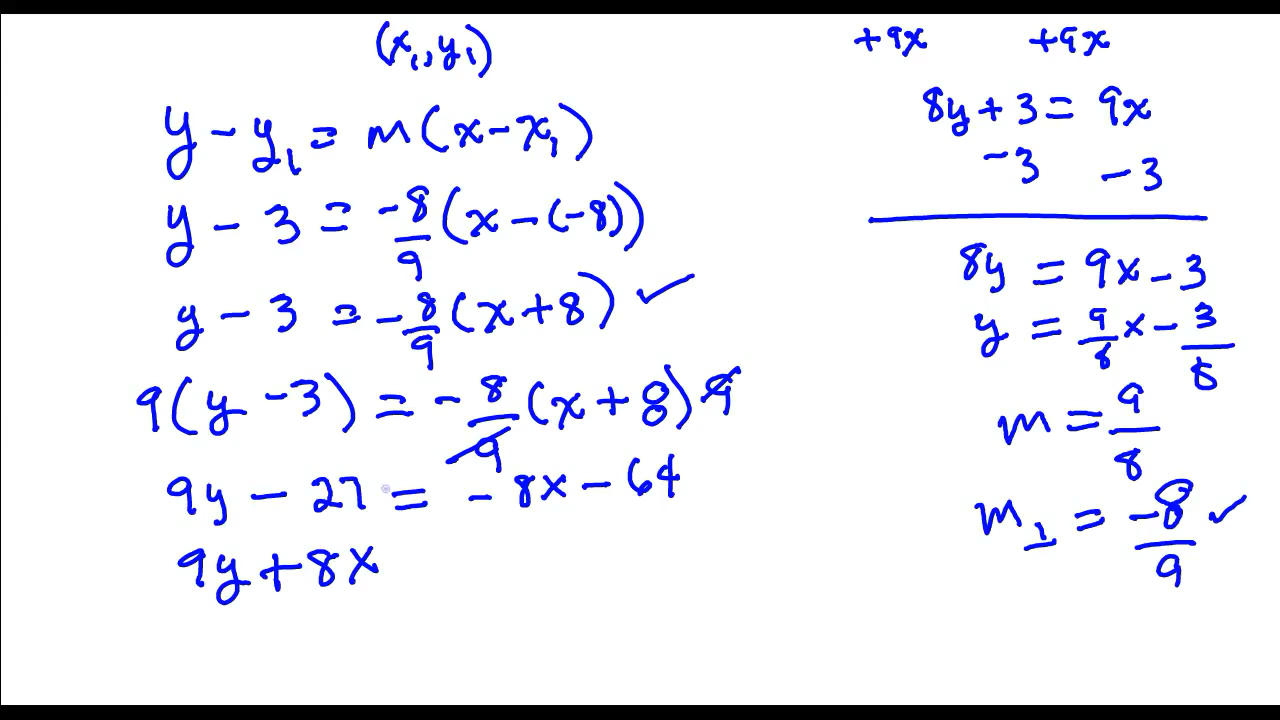 (x₁, y₁)
y - y₁ = m(x - x₁)
y - 3 = -8/9 (x - (-8))
y - 3 = -8/9 (x + 8) ✓
9(y - 3) = -8/9 (x + 8) 9
9y - 27 = -8x - 64
9y + 8x
+9x +9x
8y + 3 = 9x
-3 -3
8y = 9x - 3
y = 9/8 x - 3/8
m = 9/8
m⊥ = -8/9 ✓